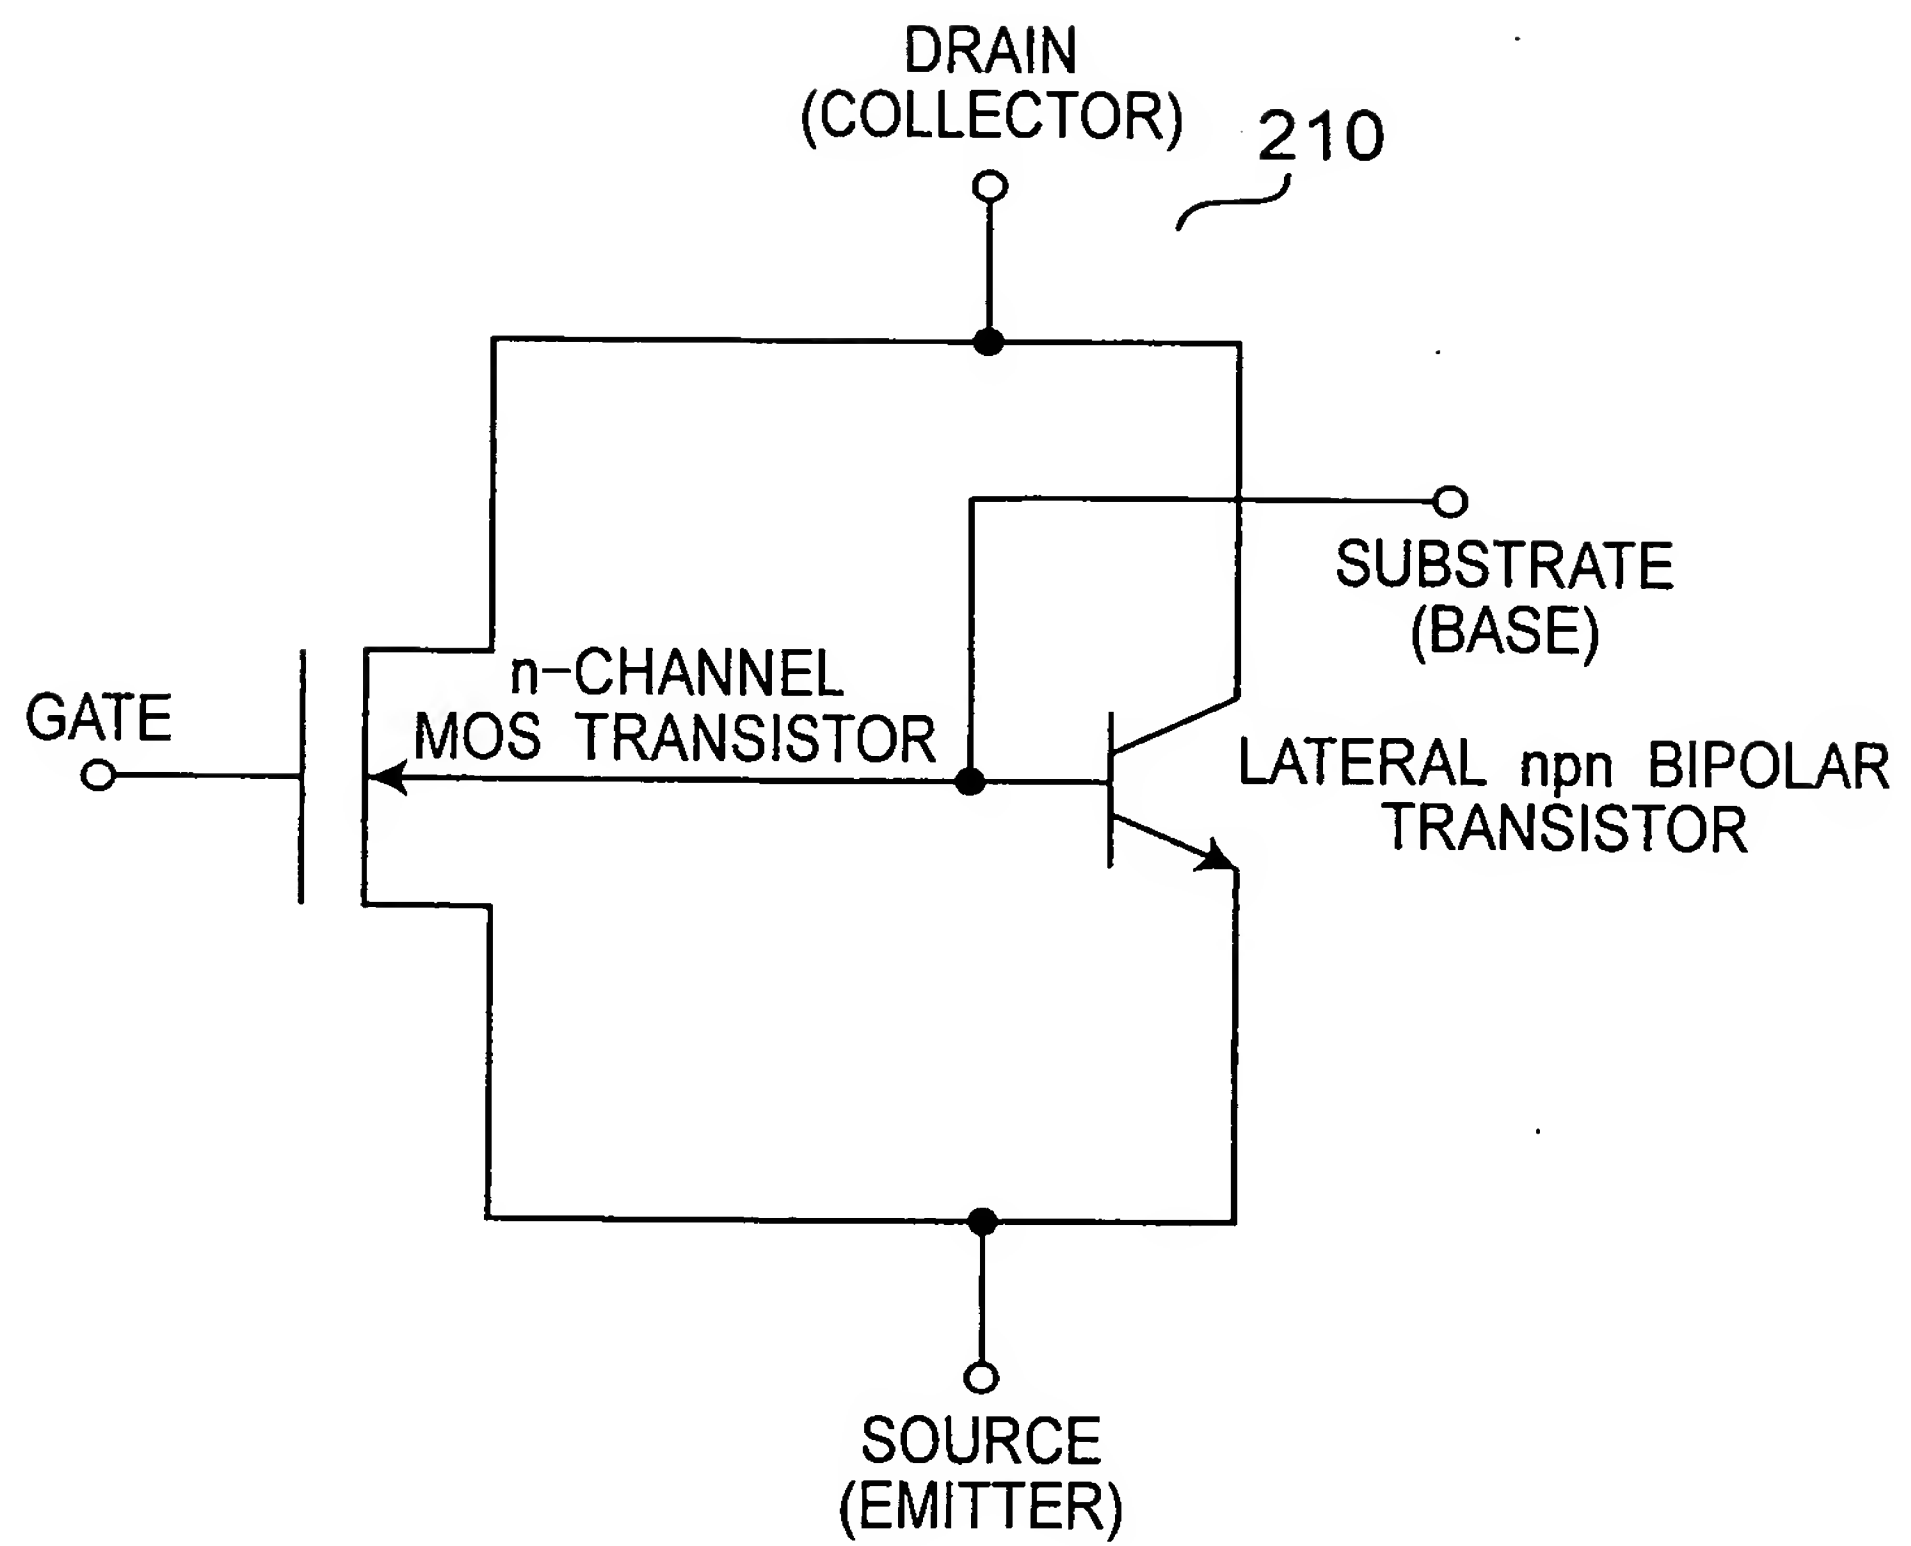 DRAIN
(COLLECTOR)
210
SUBSTRATE
(BASE)
n-CHANNEL
MOS TRANSISTOR
GATE
LATERAL npn BIPOLAR
TRANSISTOR
SOURCE
(EMITTER)